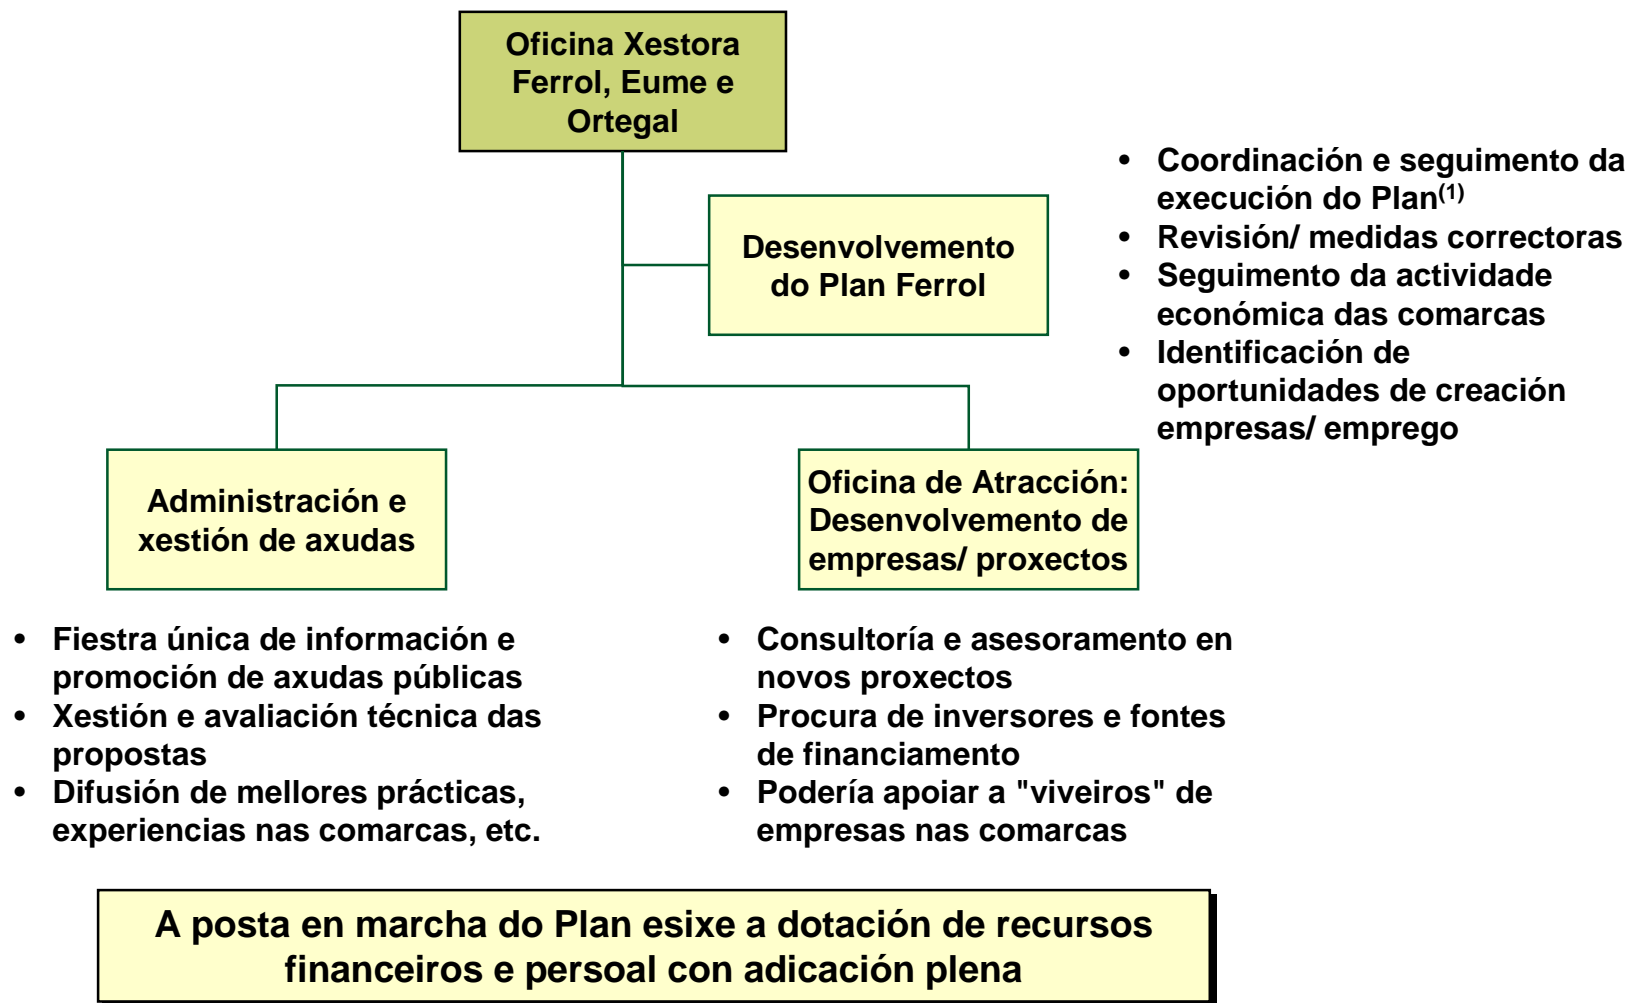 Oficina Xestora
Ferrol, Eume e
Ortegal
Desenvolvemento
do Plan Ferrol
• Coordinación e seguimento da
execución do Plan(1)
• Revisión/ medidas correctoras
• Seguimento da actividade
económica das comarcas
• Identificación de
oportunidades de creación
empresas/ emprego
Administración e
xestión de axudas
• Fiestra única de información e
promoción de axudas públicas
• Xestión e avaliación técnica das
propostas
• Difusión de mellores prácticas,
experiencias nas comarcas, etc.
Oficina de Atracción:
Desenvolvemento de
empresas/ proxectos
• Consultoría e asesoramento en
novos proxectos
• Procura de inversores e fontes
de financiamento
• Podería apoiar a "viveiros" de
empresas nas comarcas
A posta en marcha do Plan esixe a dotación de recursos
financeiros e persoal con adicación plena